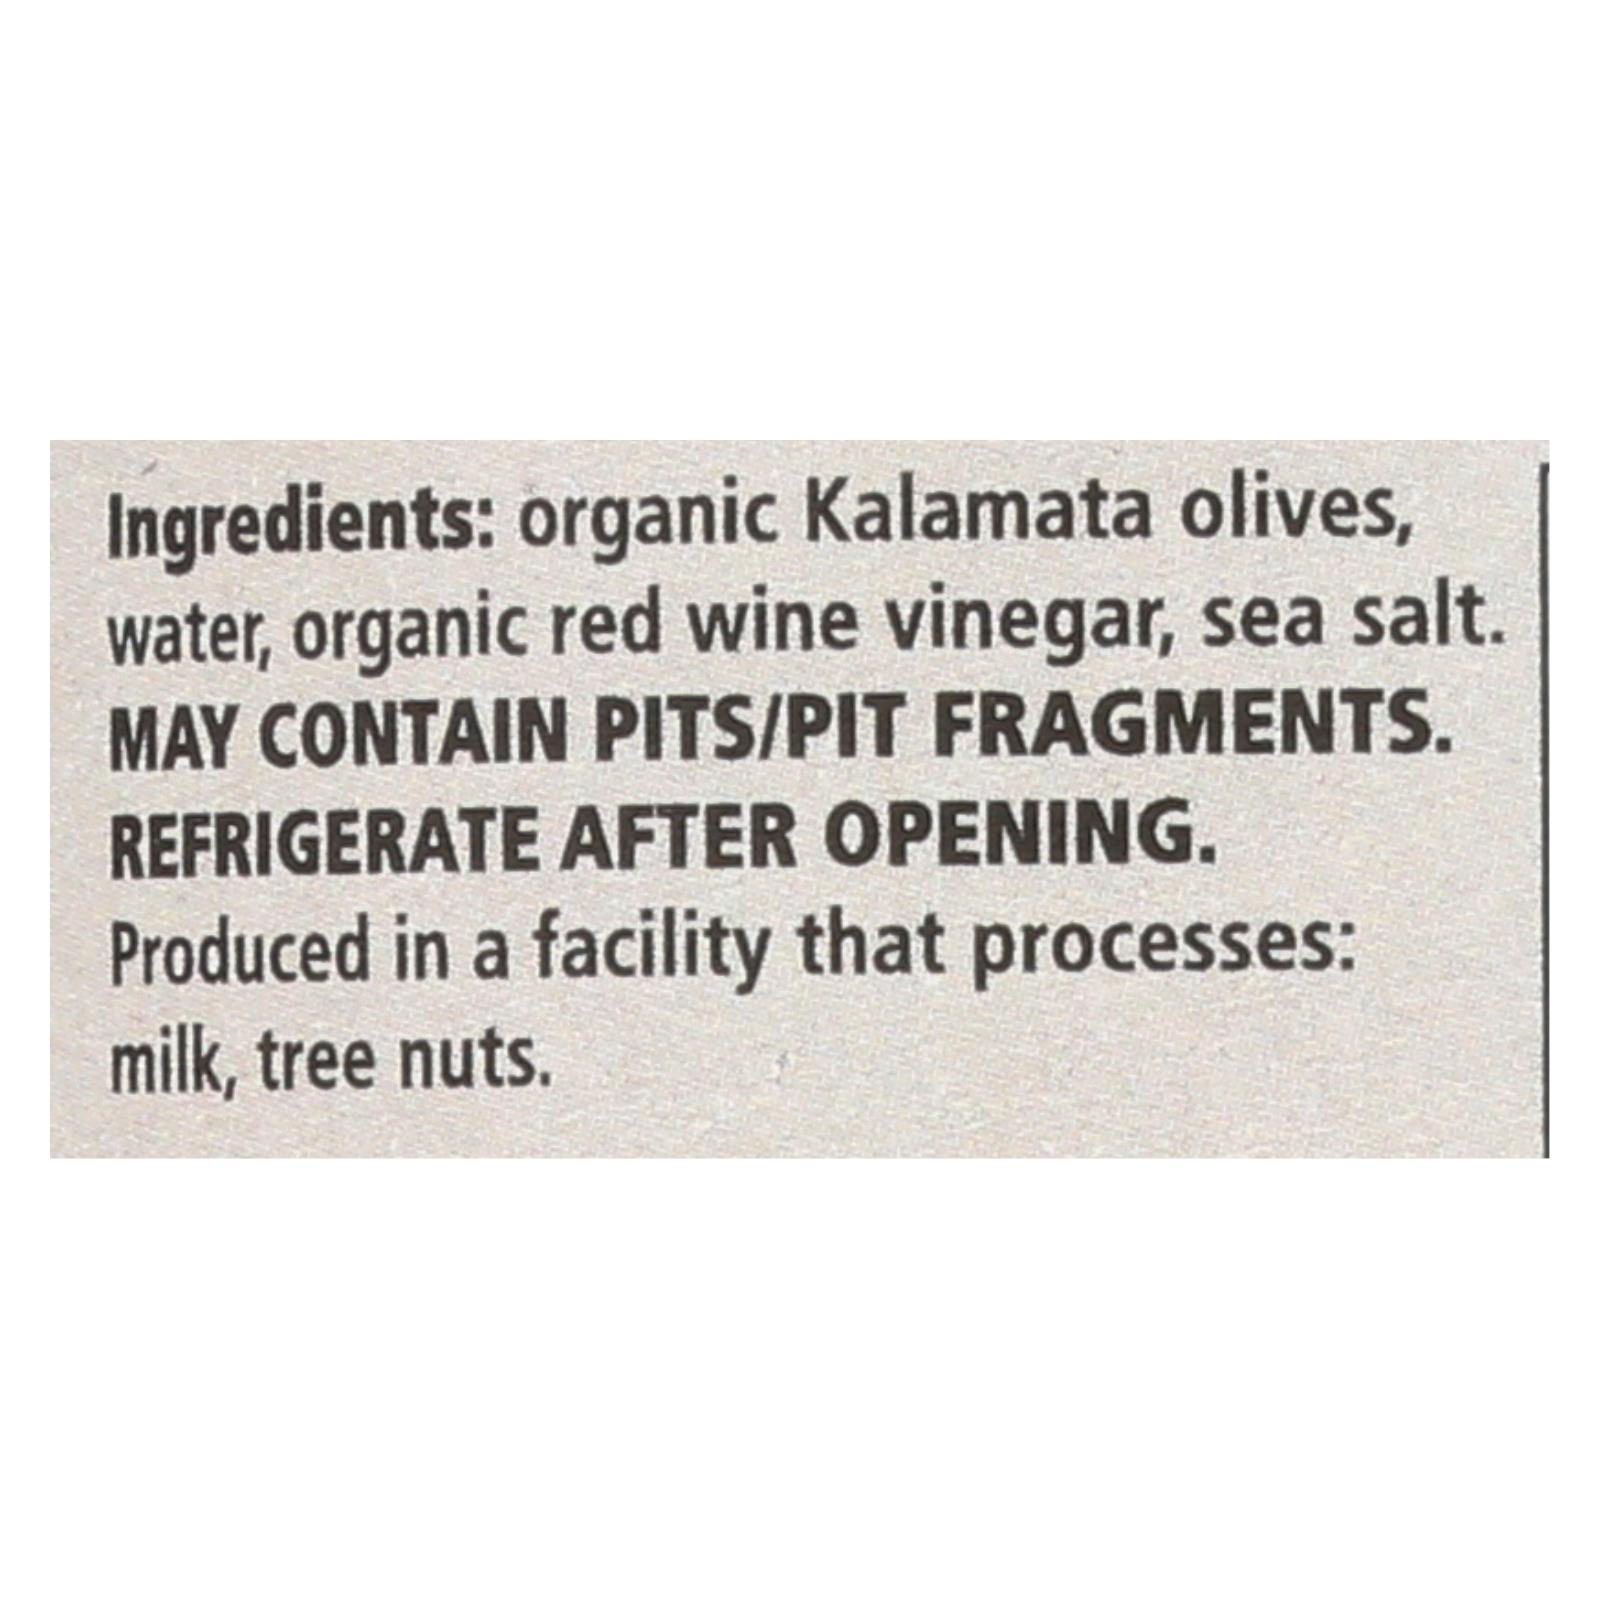 Ingredients: organic Kalamata olives,
water, organic red wine vinegar, sea salt.
MAY CONTAIN PITS/PIT FRAGMENTS.
REFRIGERATE AFTER OPENING.
Produced in a facility that processes:
milk, tree nuts.